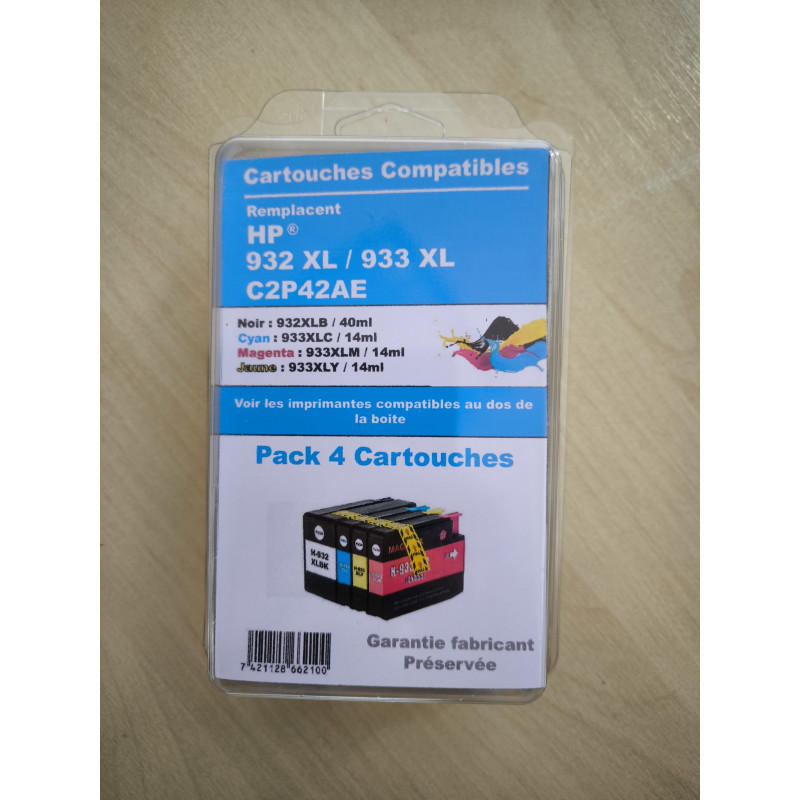 Cartouches Compatibles
Remplacent
HP®
932 XL / 933 XL
C2P42AE
Noir : 932XLB / 40ml
Cyan : 933XLC / 14ml
Magenta : 933XLM / 14ml
Jaune : 933XLY / 14ml
Voir les imprimantes compatibles au dos de
la boite
Pack 4 Cartouches
H-932
XLBK
MAG
H-933
Garantie fabricant
Préservée
7 421128 662100